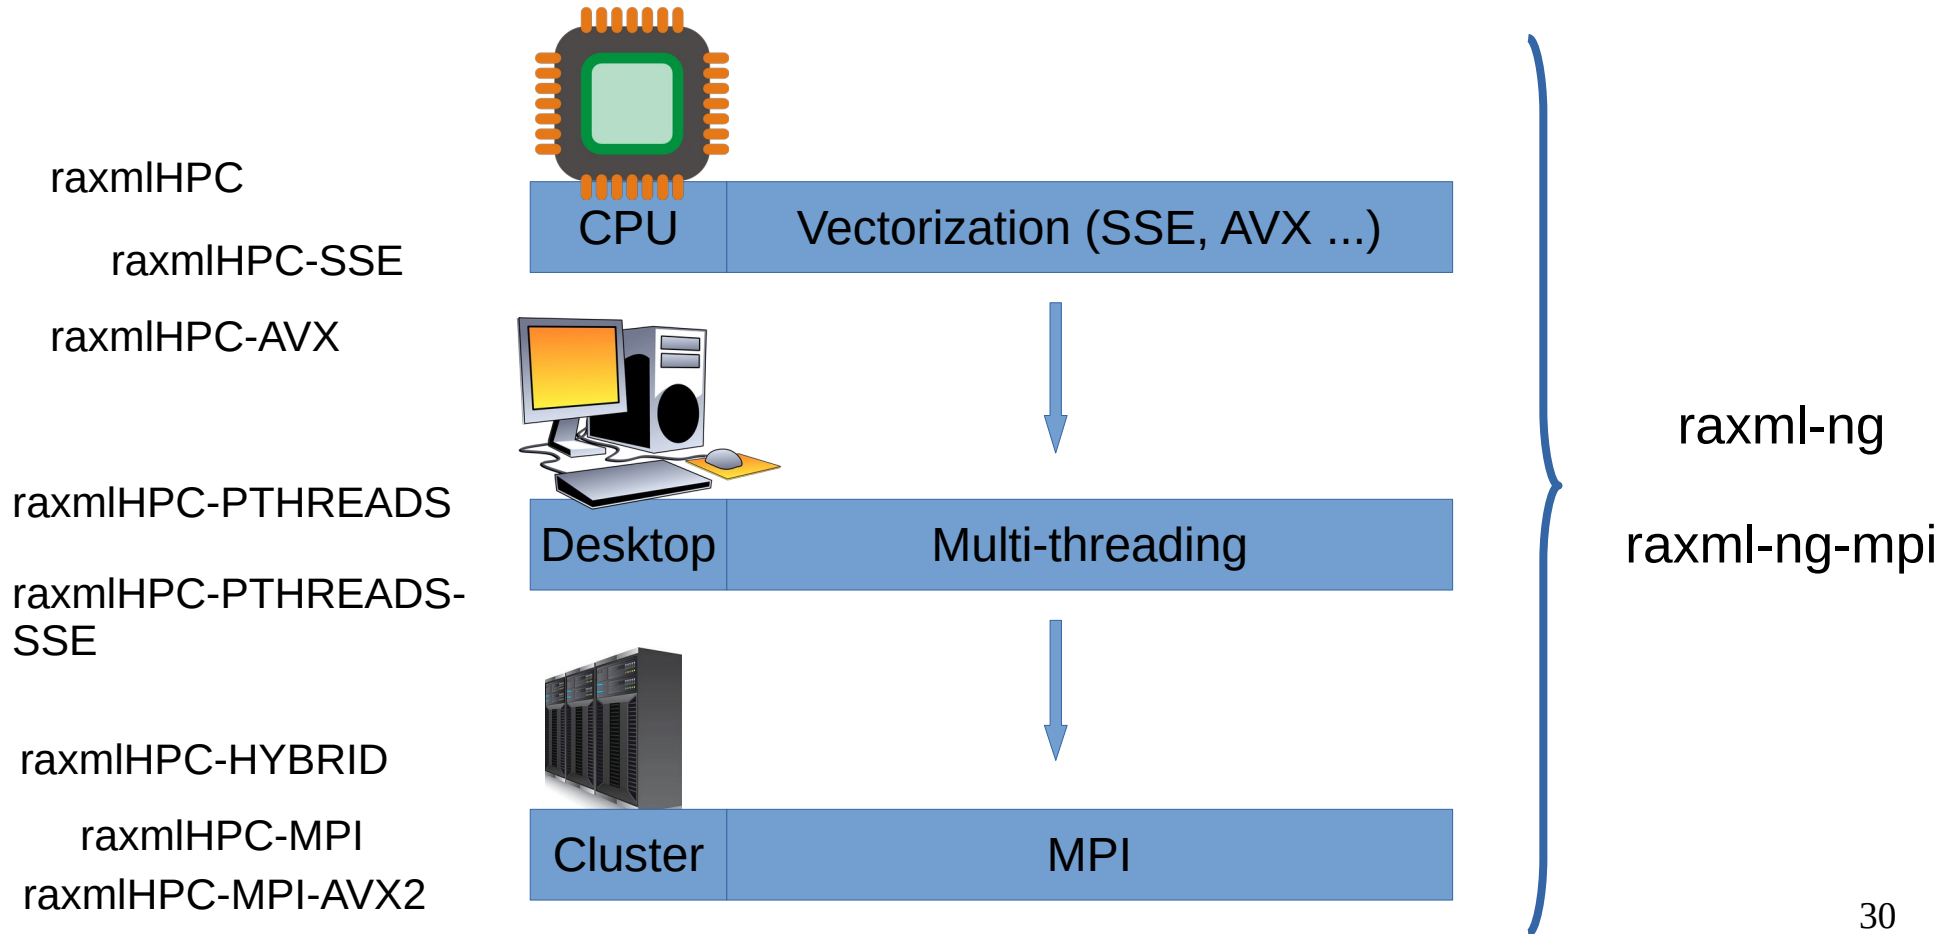 raxmlHPC
raxmlHPC-SSE
raxmlHPC-AVX
raxmlHPC-PTHREADS
raxmlHPC-PTHREADS-
SSE
raxmlHPC-HYBRID
raxmlHPC-MPI
raxmlHPC-MPI-AVX2
CPU
Vectorization (SSE, AVX ...)
Desktop
Multi-threading
Cluster
MPI
raxml-ng
raxml-ng-mpi
30